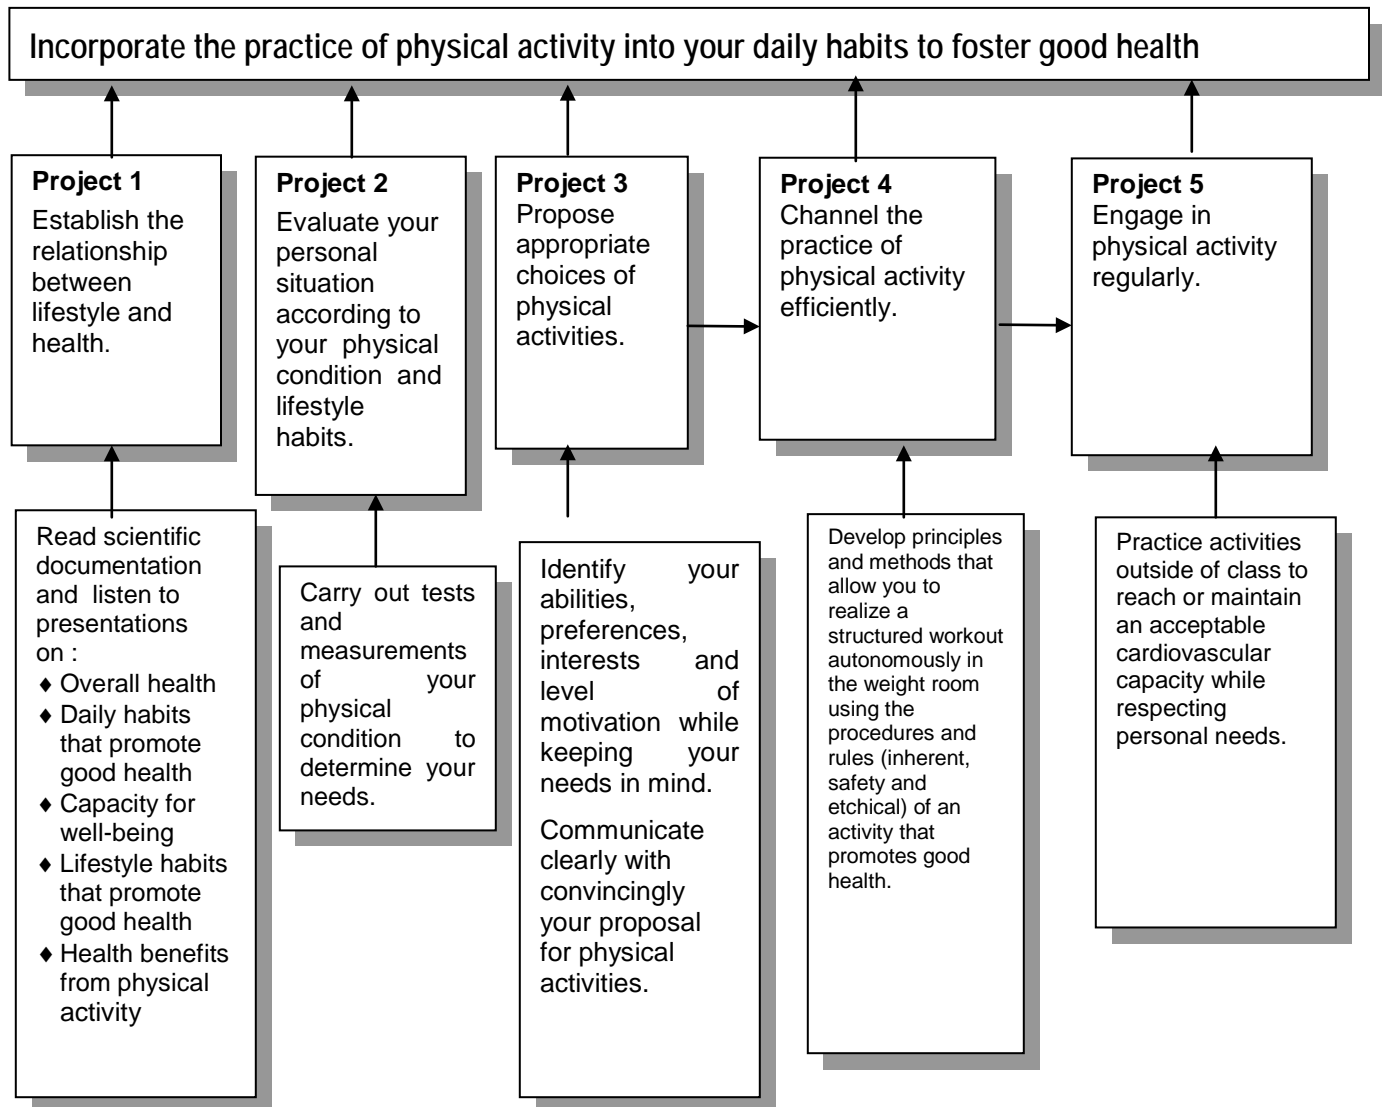 Incorporate the practice of physical activity into your daily habits to foster good health
Project 1
Establish the
relationship
between
lifestyle and
health.
Project 2
Evaluate your
personal
situation
according to
your physical
condition and
lifestyle
habits.
Project 3
Propose
appropriate
choices of
physical
activities.
Project 4
Channel the
practice of
physical activity
efficiently.
Project 5
Engage in
physical activity
regularly.
Read scientific
documentation
and listen to
presentations
on :
♦ Overall health
♦ Daily habits
that promote
good health
♦ Capacity for
well-being
♦ Lifestyle habits
that promote
good health
♦ Health benefits
from physical
activity
Carry out tests
and
measurements
of your
physical
condition to
determine your
needs.
Identify your
abilities,
preferences,
interests and
level of
motivation while
keeping your
needs in mind.
Communicate
clearly with
convincingly
your proposal
for physical
activities.
Develop principles
and methods that
allow you to
realize a
structured workout
autonomously in
the weight room
using the
procedures and
rules (inherent,
safety and
etchical) of an
activity that
promotes good
health.
Practice activities
outside of class to
reach or maintain
an acceptable
cardiovascular
capacity while
respecting
personal needs.